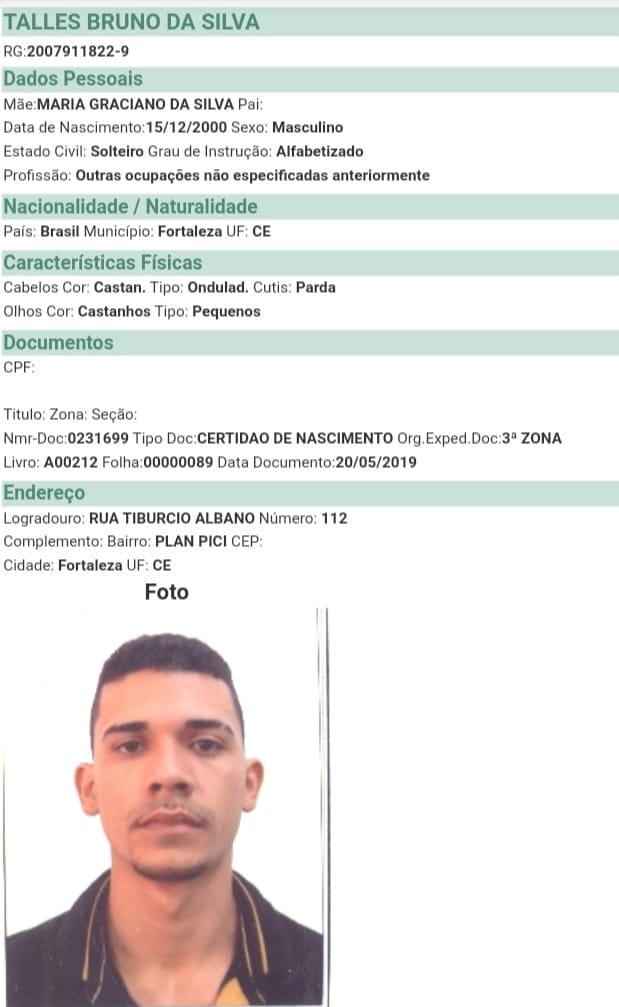 TALLES BRUNO DA SILVA
RG:2007911822-9
Dados Pessoais
Mãe:MARIA GRACIANO DA SILVA Pai:
Data de Nascimento:15/12/2000 Sexo: Masculino
Estado Civil: Solteiro Grau de Instrução: Alfabetizado
Profissão: Outras ocupações não especificadas anteriormente
Nacionalidade / Naturalidade
País: Brasil Município: Fortaleza UF: CE
Características Físicas
Cabelos Cor: Castan. Tipo: Ondulad. Cutis: Parda
Olhos Cor: Castanhos Tipo: Pequenos
Documentos
CPF:
Titulo: Zona: Seção:
Nmr-Doc:0231699 Tipo Doc:CERTIDAO DE NASCIMENTO Org.Exped.Doc:3ª ZONA
Livro: A00212 Folha:00000089 Data Documento:20/05/2019
Endereço
Logradouro: RUA TIBURCIO ALBANO Número: 112
Complemento: Bairro: PLAN PICI CEP:
Cidade: Fortaleza UF: CE
Foto